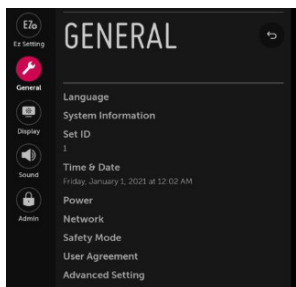 EZo
Ez Setting
General
Display
Sound
Admin
GENERAL
Language
System Information
Set ID
1
Time & Date
Friday, January 1, 2021 at 12:02 AM
Power
Network
Safety Mode
User Agreement
Advanced Setting